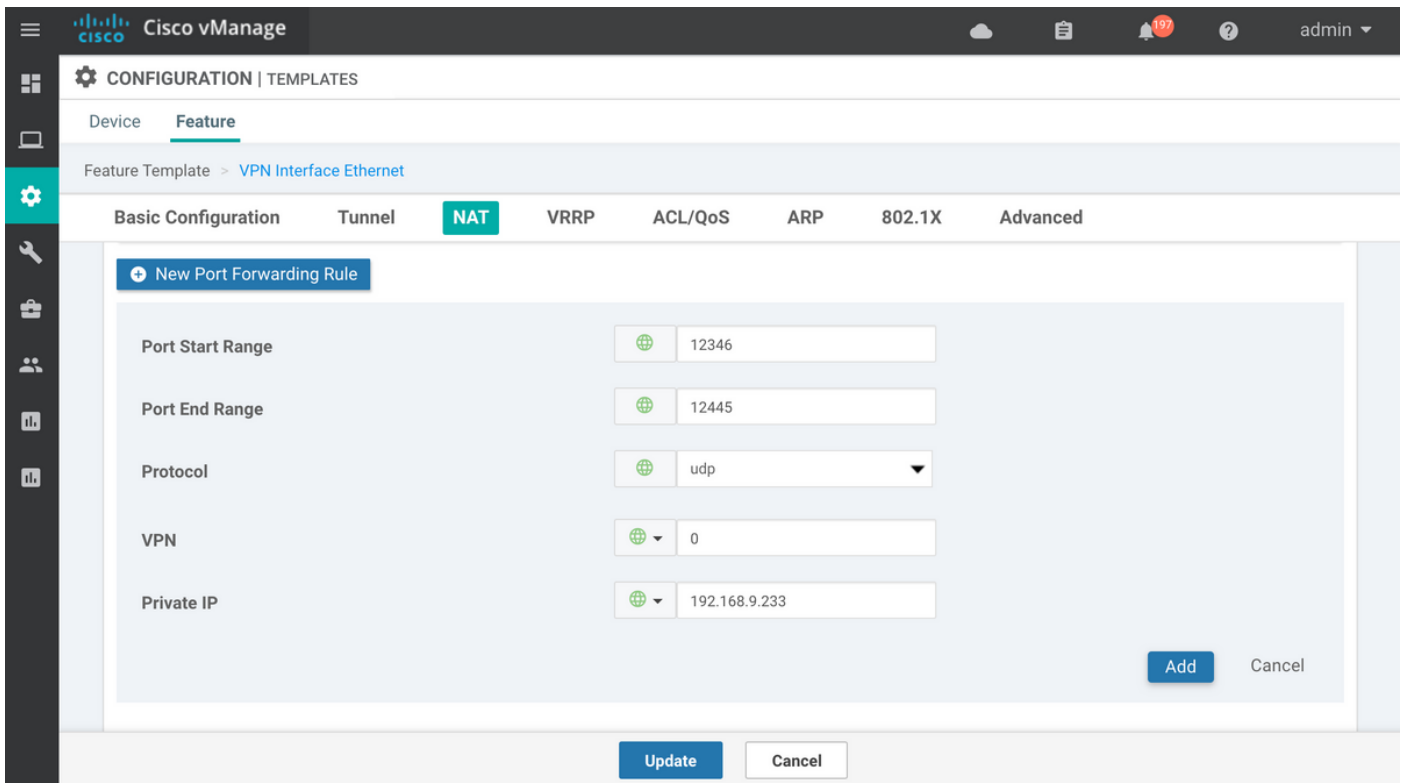 cisco Cisco vManage 197 admin
CONFIGURATION | TEMPLATES
Device Feature
Feature Template > VPN Interface Ethernet
Basic Configuration Tunnel NAT VRRP ACL/QoS ARP 802.1X Advanced
New Port Forwarding Rule
Port Start Range 12346
Port End Range 12445
Protocol udp
VPN 0
Private IP 192.168.9.233
Add Cancel
Update Cancel